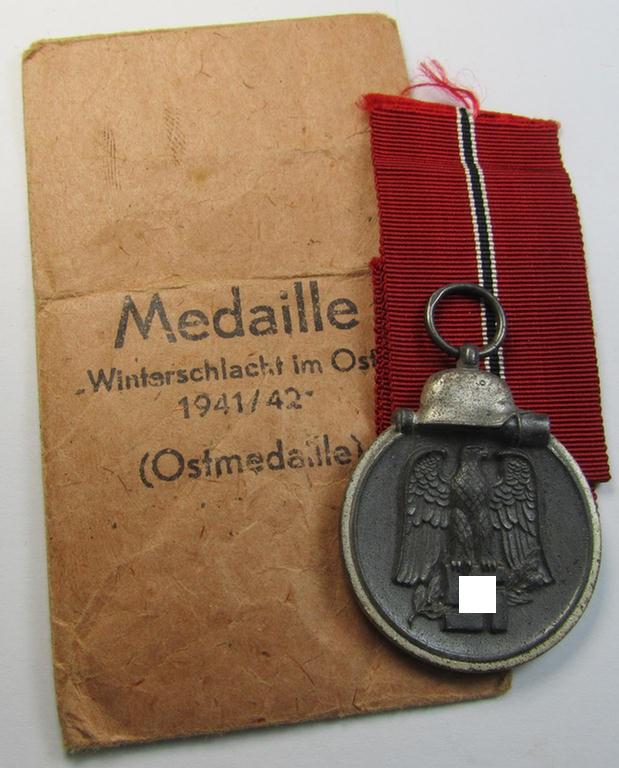 Medaille
„Winterschlacht im Ost
1941/42“
(Ostmedaille)